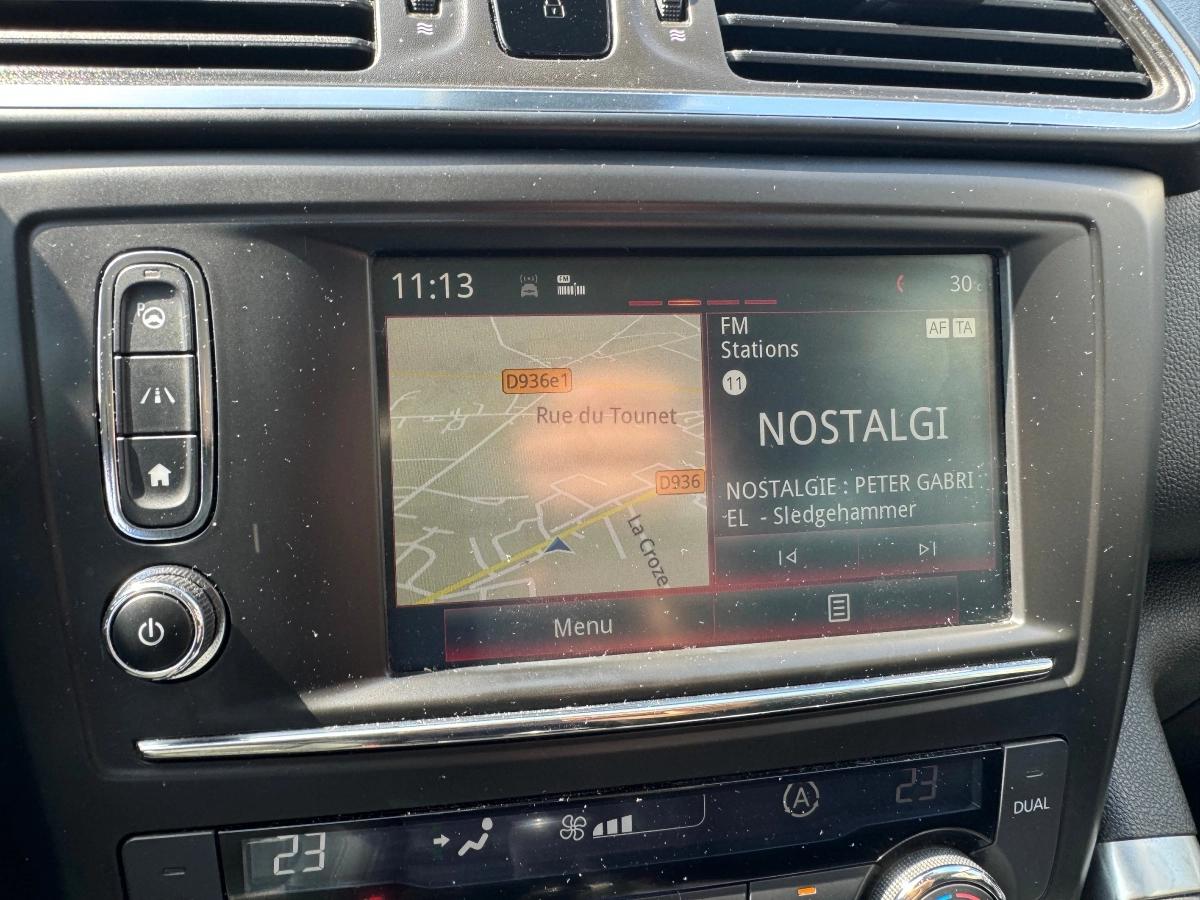 11:13
FM
30°c
FM
Stations
AF TA
11
D936e1
Rue du Tounet
NOSTALGI
D936
NOSTALGIE : PETER GABRI
EL - Sledgehammer
La Croze
Menu
P
A
23
DUAL
23